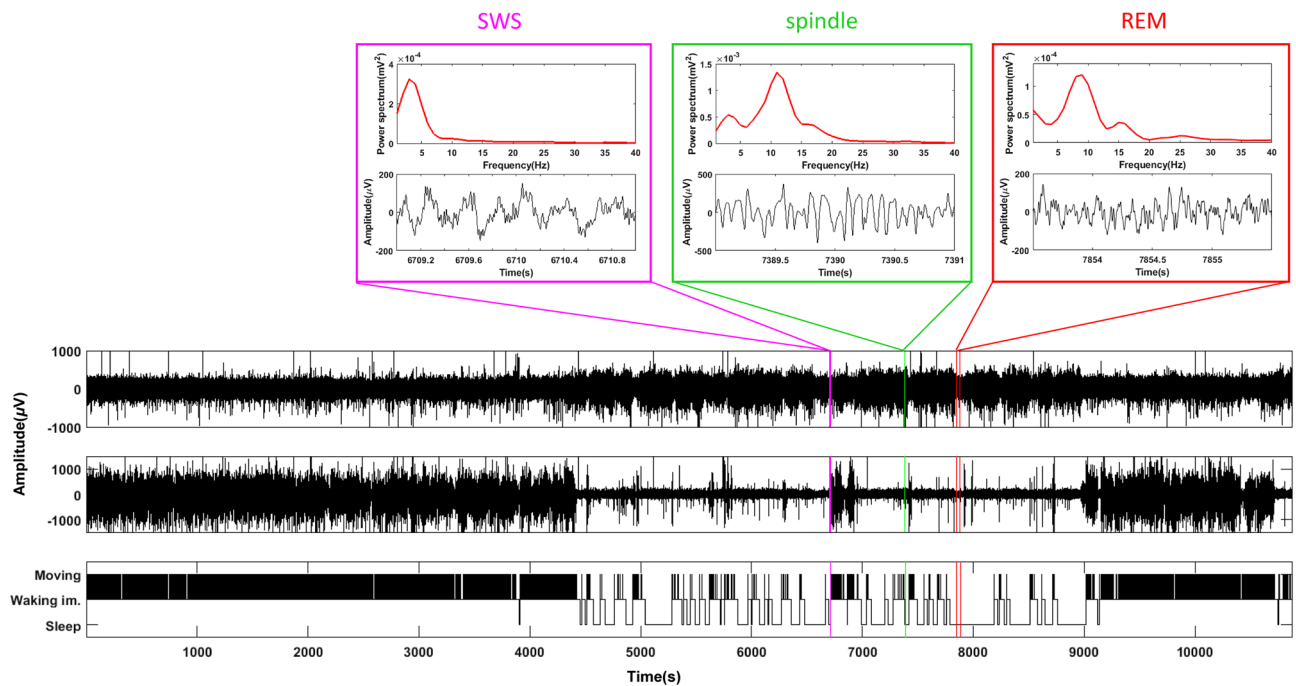 SWS spindle REM
×10⁻⁴ ×10⁻³ ×10⁻⁴
Power spectrum(mV²)
4
2
0
5 10 15 20 25 30 35 40
Frequency(Hz)
Power spectrum(mV²)
1.5
1
0.5
0
5 10 15 20 25 30 35 40
Frequency(Hz)
Power spectrum(mV²)
1
0.5
0
5 10 15 20 25 30 35 40
Frequency(Hz)
Amplitude(μV)
200
0
-200
6709.2 6709.6 6710 6710.4 6710.8
Time(s)
Amplitude(μV)
500
0
-500
7389.5 7390 7390.5 7391
Time(s)
Amplitude(μV)
200
0
-200
7854 7854.5 7855
Time(s)
Amplitude(μV)
1000
0
-1000
1000
0
-1000
Moving
Waking im.
Sleep
1000 2000 3000 4000 5000 6000 7000 8000 9000 10000
Time(s)